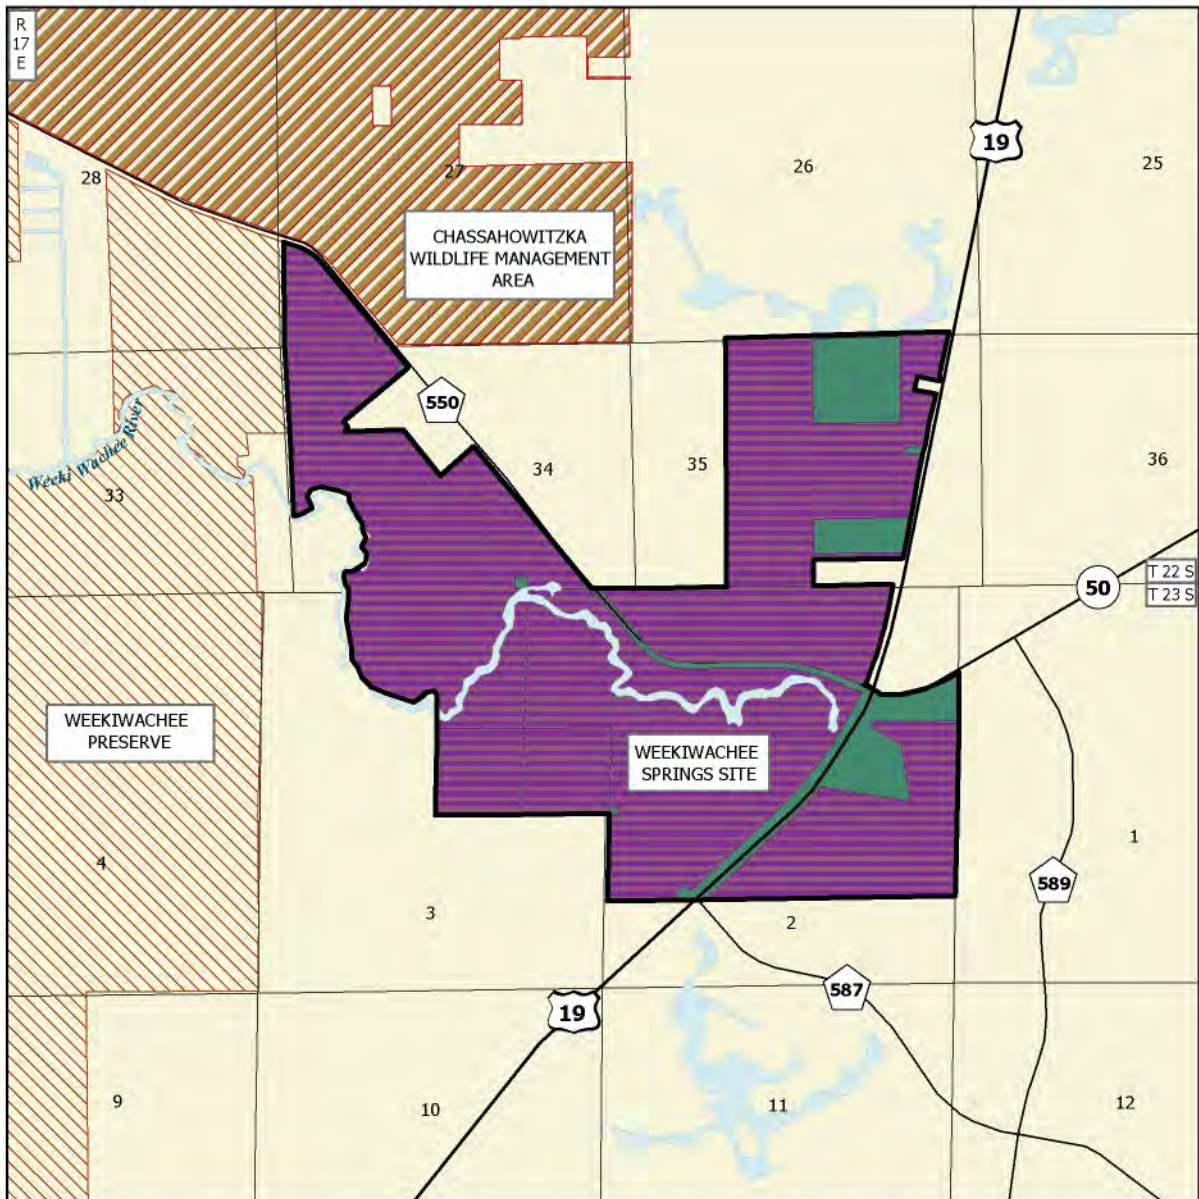 R
17
E
19
26
25
27
28
CHASSAHOWITZKA
WILDLIFE MANAGEMENT
AREA
550
34
35
36
Weeki Wachee River
33
50
T 22 S
T 23 S
WEEKIWACHEE
PRESERVE
WEEKIWACHEE
SPRINGS SITE
4
1
589
3
2
587
19
9
10
11
12